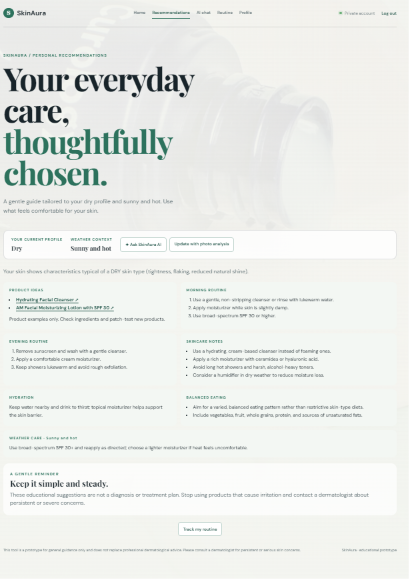 S SkinAura
Home Recommendations AI chat Routine Profile
Private account Log out
SKINAURA / PERSONAL RECOMMENDATIONS
Your everyday
care,
thoughtfully
chosen.
A gentle guide tailored to your dry profile and sunny and hot. Use
what feels comfortable for your skin.
YOUR CURRENT PROFILE
Dry
WEATHER CONTEXT
Sunny and hot
Ask SkinAura AI
Update with photo analysis
Your skin shows characteristics typical of a DRY skin type (tightness, flaking, reduced natural shine).
PRODUCT IDEAS
Hydrating Facial Cleanser ↗
AM Facial Moisturizing Lotion with SPF 30 ↗
Product examples only. Check ingredients and patch-test new products.
MORNING ROUTINE
1. Use a gentle, non-stripping cleanser or rinse with lukewarm water.
2. Apply moisturizer while skin is slightly damp.
3. Use broad-spectrum SPF 30 or higher.
EVENING ROUTINE
1. Remove sunscreen and wash with a gentle cleanser.
2. Apply a comfortable cream moisturizer.
3. Keep showers lukewarm and avoid rough exfoliation.
SKINCARE NOTES
Use a hydrating, cream-based cleanser instead of foaming ones.
Apply a rich moisturizer with ceramides or hyaluronic acid.
Avoid long hot showers and harsh, alcohol-heavy toners.
Consider a humidifier in dry weather to reduce moisture loss.
HYDRATION
Keep water nearby and drink to thirst; topical moisturizer helps support
the skin barrier.
BALANCED EATING
Aim for a varied, balanced eating pattern rather than restrictive skin-type diets.
Include vegetables, fruit, whole grains, protein, and sources of unsaturated fats.
WEATHER CARE · Sunny and hot
Use broad-spectrum SPF 30+ and reapply as directed; choose a lighter moisturizer if heat feels uncomfortable.
A GENTLE REMINDER
Keep it simple and steady.
These educational suggestions are not a diagnosis or treatment plan. Stop using products that cause irritation and contact a dermatologist about
persistent or severe concerns.
Track my routine
This tool is a prototype for general guidance only, and does not replace professional dermatological advice. Please consult a dermatologist for persistent or serious skin concerns.
SkinAura · educational prototype